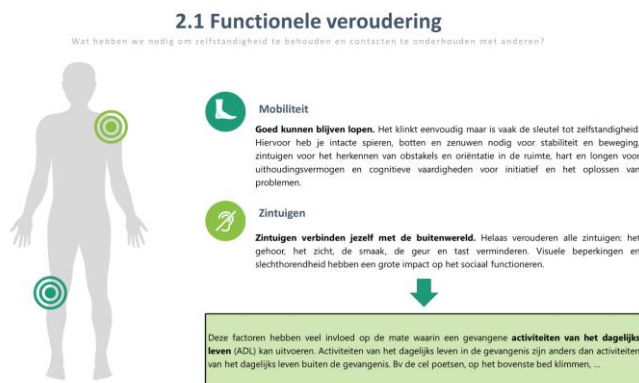 2.1 Functionele veroudering
Wat hebben we nodig om zelfstandigheid te behouden en contacten te onderhouden met anderen?
Mobiliteit
Goed kunnen blijven lopen. Het klinkt eenvoudig maar is vaak de sleutel tot zelfstandigheid.
Hiervoor heb je intacte spieren, botten en zenuwen nodig voor stabiliteit en beweging,
zintuigen voor het herkennen van obstakels en oriëntatie in de ruimte, hart en longen voor
uithoudingsvermogen en cognitieve vaardigheden voor initiatief en het oplossen van
problemen.
Zintuigen
Zintuigen verbinden jezelf met de buitenwereld. Helaas verouderen alle zintuigen: het
gehoor, het zicht, de smaak, de geur en tast verminderen. Visuele beperkingen en
slechthorendheid hebben een grote impact op het sociaal functioneren.
Deze factoren hebben veel invloed op de mate waarin een gevangene activiteiten van het dagelijks
leven (ADL) kan uitvoeren. Activiteiten van het dagelijks leven in de gevangenis zijn anders dan activiteiten
van het dagelijks leven buiten de gevangenis. Bv de cel poetsen, op het bovenste bed klimmen, ...